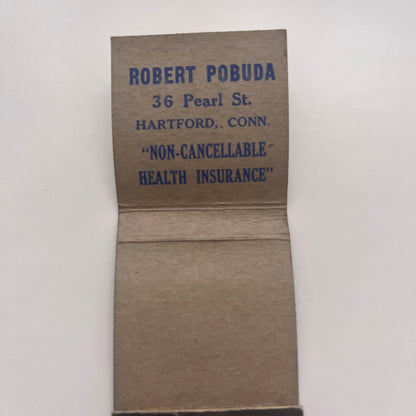 ROBERT POBUDA
36 Pearl St.
HARTFORD, CONN.
"NON-CANCELLABLE
HEALTH INSURANCE"